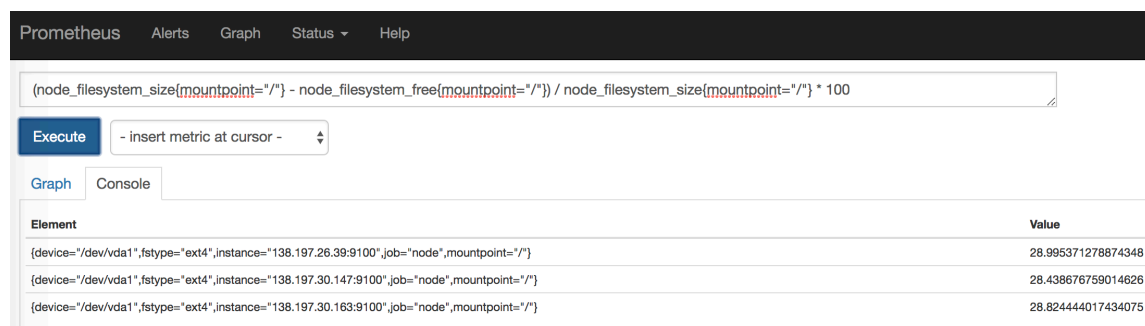 Prometheus Alerts Graph Status Help
(node_filesystem_size{mountpoint="/"} - node_filesystem_free{mountpoint="/"}) / node_filesystem_size{mountpoint="/"} * 100
Execute - insert metric at cursor -
Graph Console
Element Value
{device="/dev/vda1",fstype="ext4",instance="138.197.26.39:9100",job="node",mountpoint="/"} 28.995371278874348
{device="/dev/vda1",fstype="ext4",instance="138.197.30.147:9100",job="node",mountpoint="/"} 28.438676759014626
{device="/dev/vda1",fstype="ext4",instance="138.197.30.163:9100",job="node",mountpoint="/"} 28.824444017434075